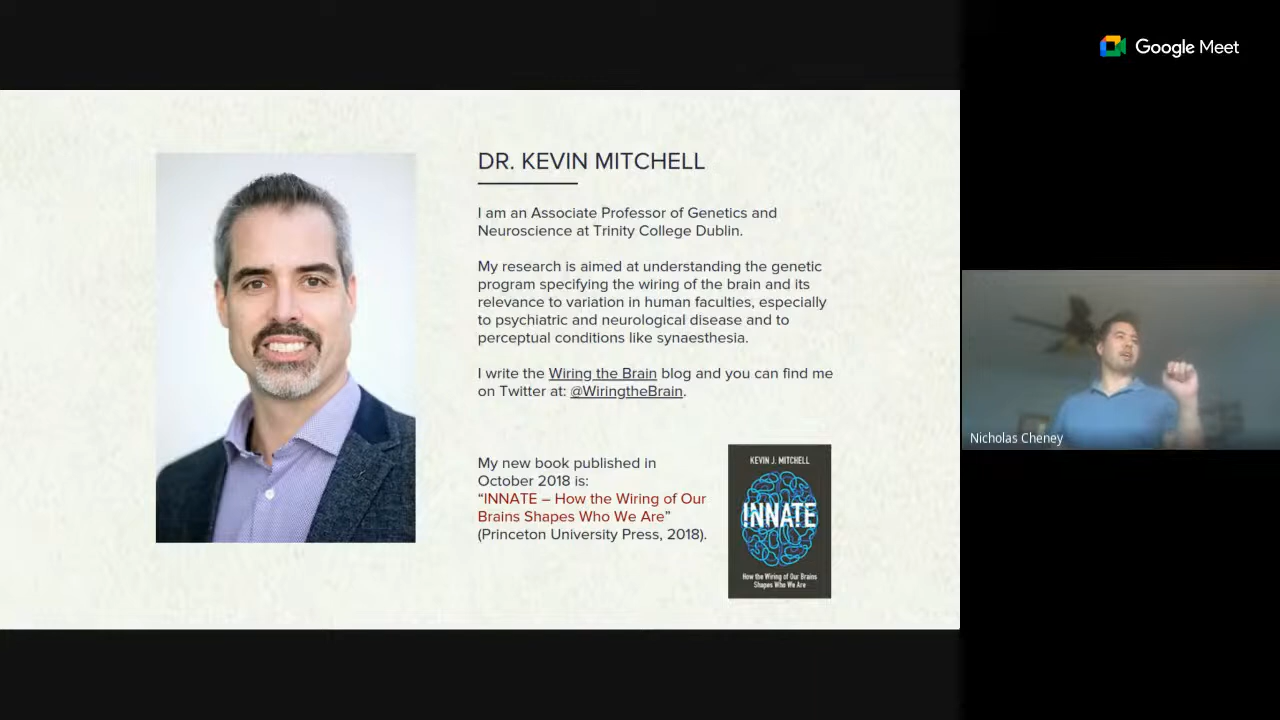 Google Meet
DR. KEVIN MITCHELL
I am an Associate Professor of Genetics and
Neuroscience at Trinity College Dublin.
My research is aimed at understanding the genetic
program specifying the wiring of the brain and its
relevance to variation in human faculties, especially
to psychiatric and neurological disease and to
perceptual conditions like synaesthesia.
I write the Wiring the Brain blog and you can find me
on Twitter at: @WiringtheBrain.
My new book published in
October 2018 is:
“INNATE – How the Wiring of Our
Brains Shapes Who We Are”
(Princeton University Press, 2018).
KEVIN J. MITCHELL
INNATE
How the Wiring of Our Brains
Shapes Who We Are
Nicholas Cheney